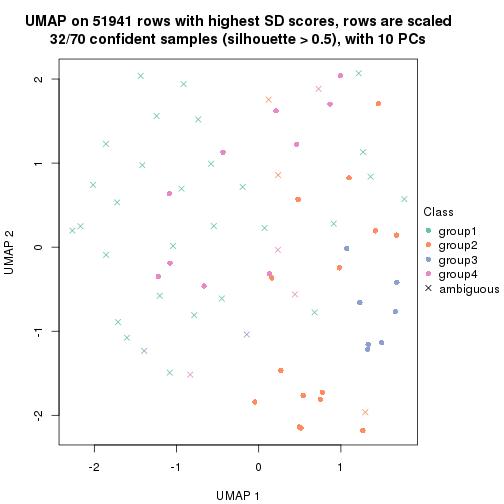 UMAP on 51941 rows with highest SD scores, rows are scaled
32/70 confident samples (silhouette > 0.5), with 10 PCs
2
1
0
-1
-2
UMAP 2
-2
-1
0
1
UMAP 1
Class
group1
group2
group3
group4
ambiguous